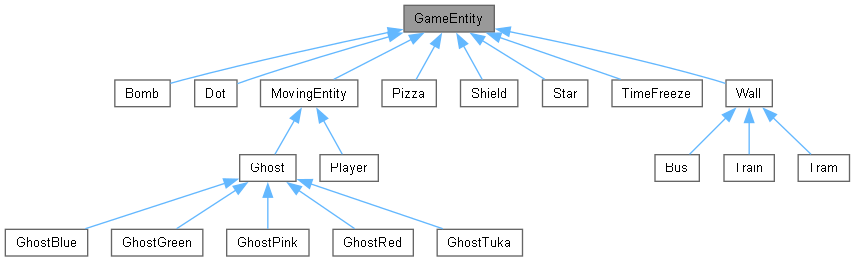 GameEntity
Bomb
Dot
MovingEntity
Pizza
Shield
Star
TimeFreeze
Wall
Ghost
Player
Bus
Train
Tram
GhostBlue
GhostGreen
GhostPink
GhostRed
GhostTuka